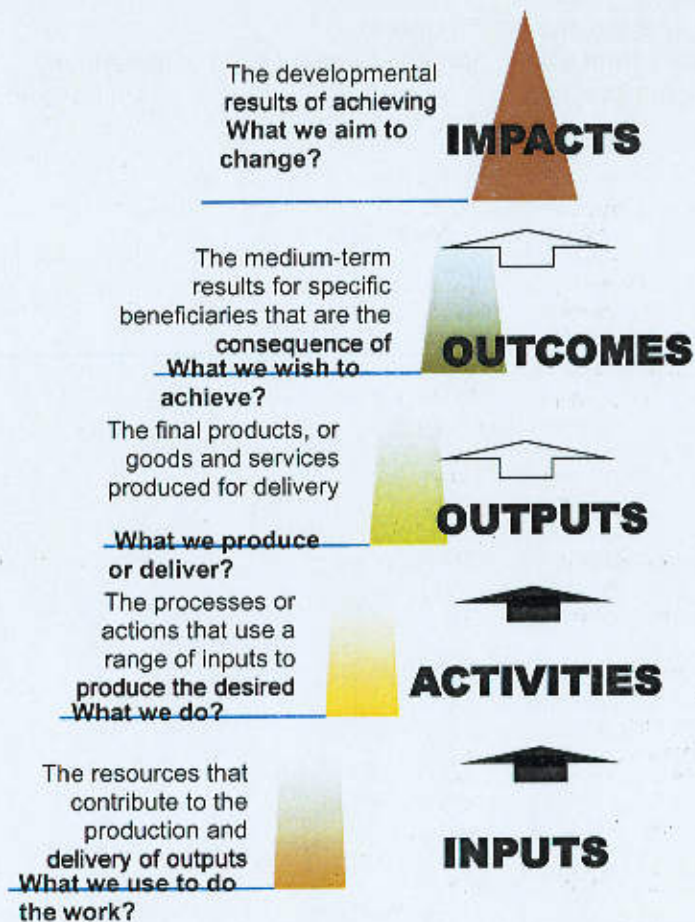 The developmental
results of achieving
What we aim to
change?
IMPACTS
The medium-term
results for specific
beneficiaries that are the
consequence of
What we wish to
achieve?
OUTCOMES
The final products, or
goods and services
produced for delivery
What we produce
or deliver?
OUTPUTS
The processes or
actions that use a
range of inputs to
produce the desired
What we do?
ACTIVITIES
The resources that
contribute to the
production and
delivery of outputs
What we use to do
the work?
INPUTS